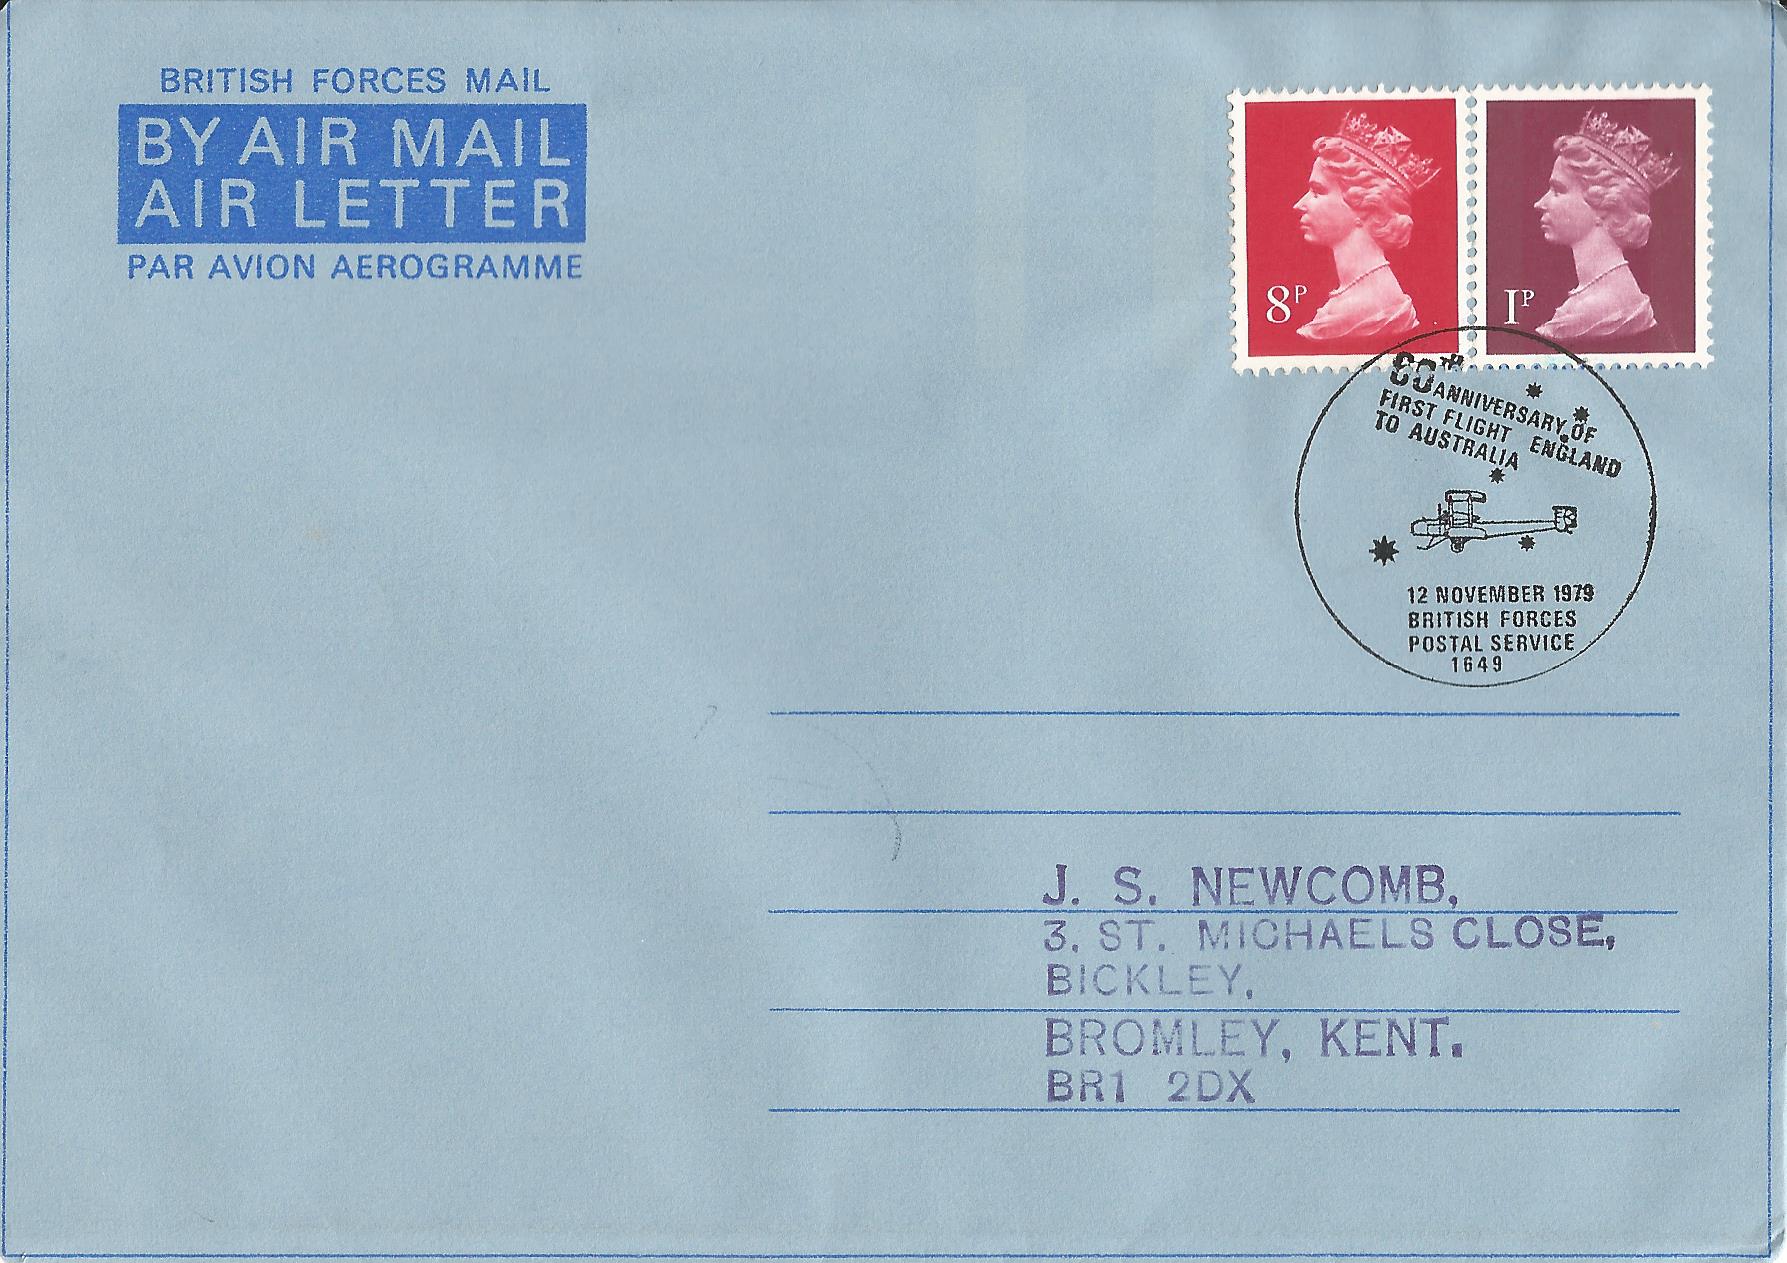 BRITISH FORCES MAIL
BY AIR MAIL
AIR LETTER
PAR AVION AEROGRAMME
8P
1P
60TH ANNIVERSARY OF
FIRST FLIGHT ENGLAND
TO AUSTRALIA
12 NOVEMBER 1979
BRITISH FORCES
POSTAL SERVICE
1649
J. S. NEWCOMB,
3. ST. MICHAELS CLOSE,
BICKLEY,
BROMLEY, KENT.
BR1 2DX